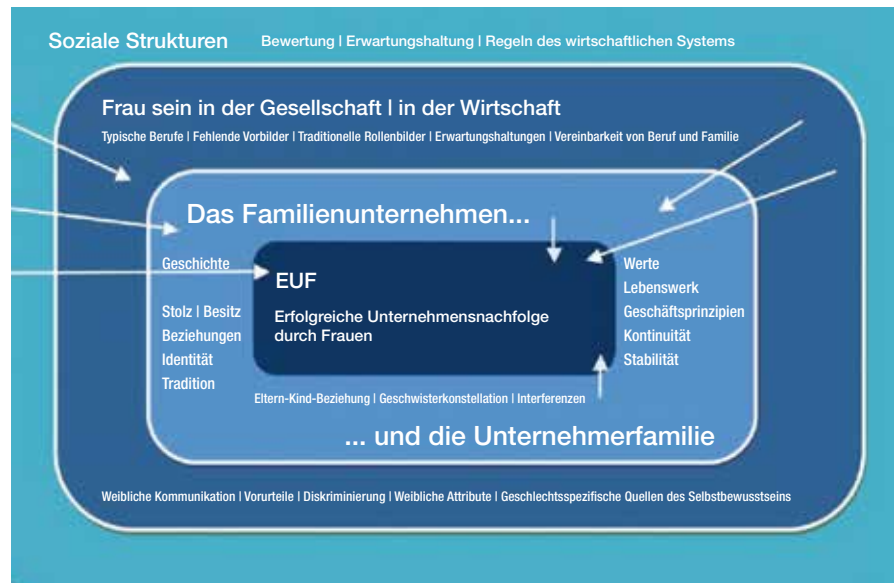 Soziale Strukturen Bewertung | Erwartungshaltung | Regeln des wirtschaftlichen Systems
Frau sein in der Gesellschaft | in der Wirtschaft
Typische Berufe | Fehlende Vorbilder | Traditionelle Rollenbilder | Erwartungshaltungen | Vereinbarkeit von Beruf und Familie
Das Familienunternehmen...
Geschichte
Stolz | Besitz
Beziehungen
Identität
Tradition
EUF
Erfolgreiche Unternehmensnachfolge
durch Frauen
Werte
Lebenswerk
Geschäftsprinzipien
Kontinuität
Stabilität
Eltern-Kind-Beziehung | Geschwisterkonstellation | Interferenzen
... und die Unternehmerfamilie
Weibliche Kommunikation | Vorurteile | Diskriminierung | Weibliche Attribute | Geschlechtsspezifische Quellen des Selbstbewusstseins